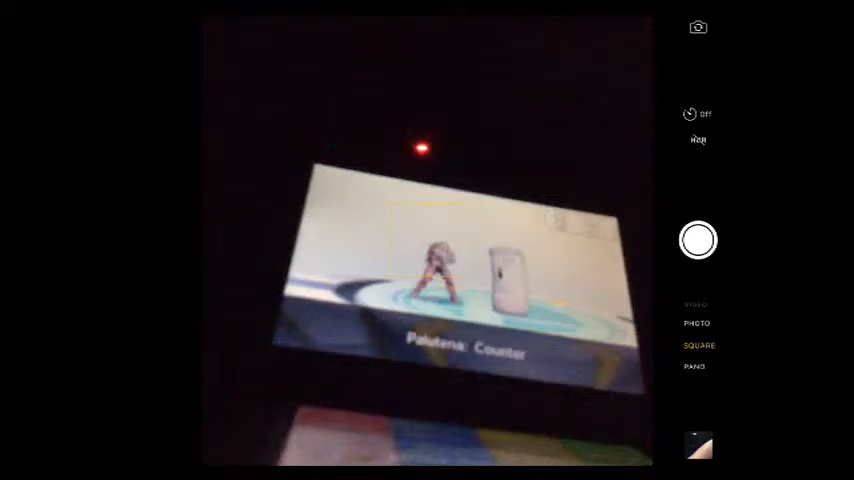 Off
VIDEO
PHOTO
SQUARE
PANO
Palutena: Counter